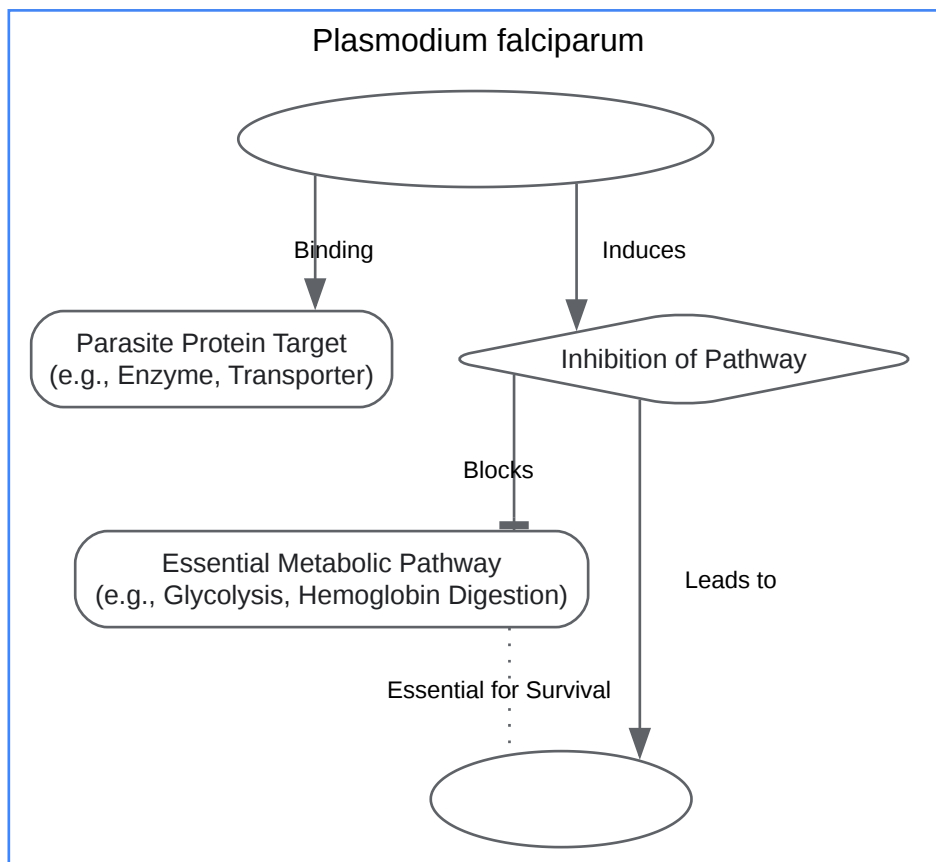 Plasmodium falciparum
Binding
Induces
Parasite Protein Target
(e.g., Enzyme, Transporter)
Inhibition of Pathway
Blocks
Essential Metabolic Pathway
(e.g., Glycolysis, Hemoglobin Digestion)
Leads to
Essential for Survival